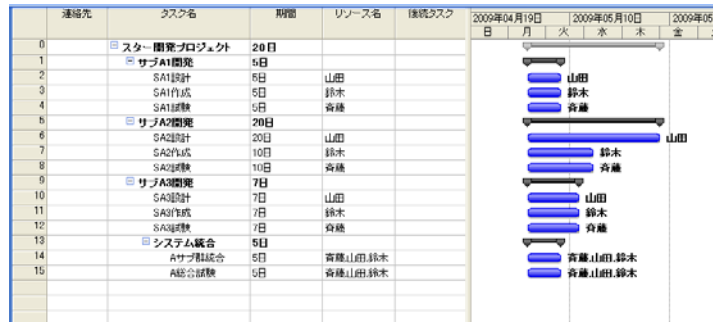 連絡先 タスク名 期間 リソース名 後続タスク 2009年04月19日 2009年05月10日 2009年05
日 月 火 水 木 金
0 スター開発プロジェクト 20日
1 サブA1開発 5日
2 SA1設計 5日 山田 山田
3 SA1作成 5日 鈴木 鈴木
4 SA1試験 5日 斉藤 斉藤
5 サブA2開発 20日
6 SA2設計 20日 山田 山田
7 SA2作成 10日 鈴木 鈴木
8 SA2試験 10日 斉藤 斉藤
9 サブA3開発 7日
10 SA3設計 7日 山田 山田
11 SA3作成 7日 鈴木 鈴木
12 SA3試験 7日 斉藤 斉藤
13 システム統合 5日
14 Aサブ群統合 5日 斉藤,山田,鈴木 斉藤,山田,鈴木
15 A総合試験 5日 斉藤,山田,鈴木 斉藤,山田,鈴木